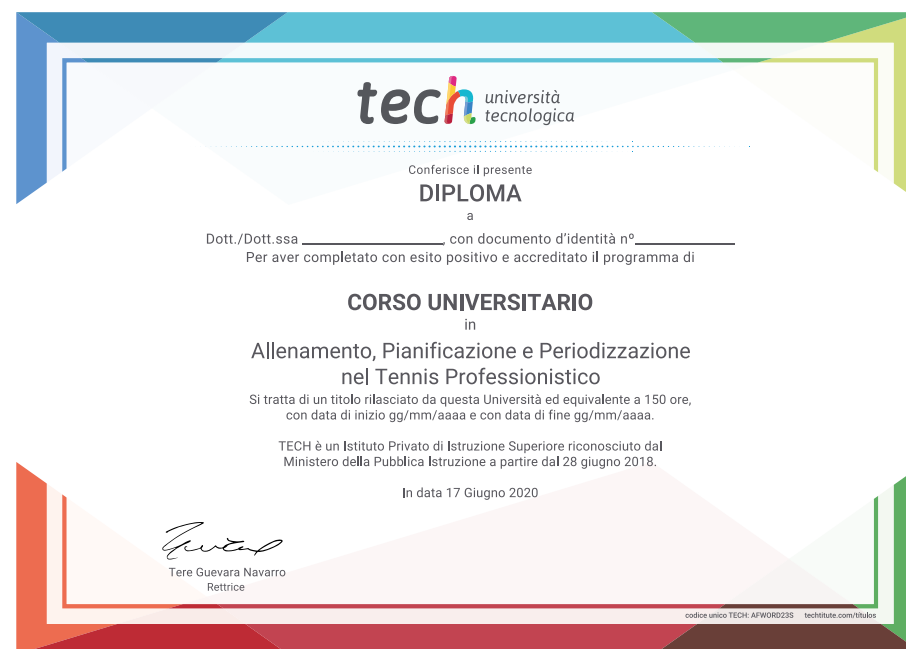 tech università
tecnologica
Conferisce il presente
DIPLOMA
a
Dott./Dott.ssa ____________________, con documento d'identità nº______________
Per aver completato con esito positivo e accreditato il programma di
CORSO UNIVERSITARIO
in
Allenamento, Pianificazione e Periodizzazione
nel Tennis Professionistico
Si tratta di un titolo rilasciato da questa Università ed equivalente a 150 ore,
con data di inizio gg/mm/aaaa e con data di fine gg/mm/aaaa.
TECH è un Istituto Privato di Istruzione Superiore riconosciuto dal
Ministero della Pubblica Istruzione a partire dal 28 giugno 2018.
In data 17 Giugno 2020
Tere Guevara Navarro
Rettrice
codice unico TECH: AFWORD23S techtitute.com/títulos